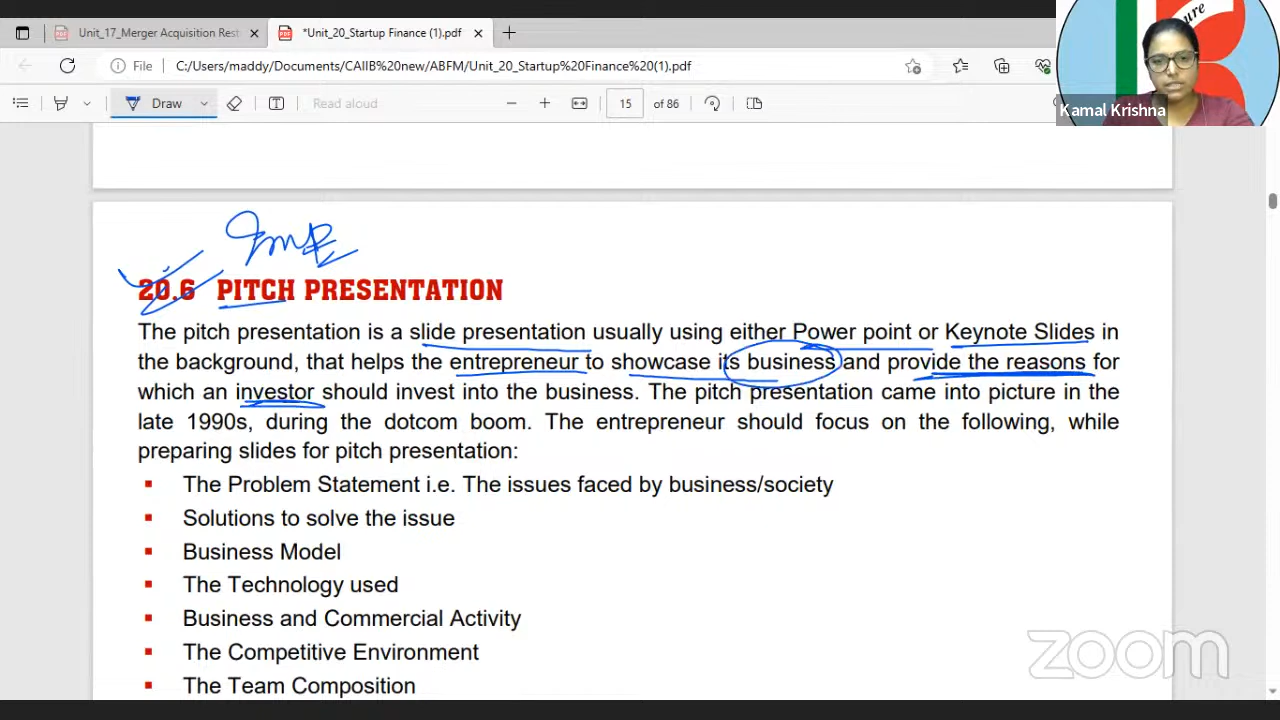 Unit_17_Merger Acquisition Rest
*Unit_20_Startup Finance (1).pdf
File C:/Users/maddy/Documents/CAIIB%20new/ABFM/Unit_20_Startup%20Finance%20(1).pdf
Draw
Read aloud
15 of 86
Kamal Krishna
20.6 PITCH PRESENTATION
The pitch presentation is a slide presentation usually using either Power point or Keynote Slides in
the background, that helps the entrepreneur to showcase its business and provide the reasons for
which an investor should invest into the business. The pitch presentation came into picture in the
late 1990s, during the dotcom boom. The entrepreneur should focus on the following, while
preparing slides for pitch presentation:
▪ The Problem Statement i.e. The issues faced by business/society
▪ Solutions to solve the issue
▪ Business Model
▪ The Technology used
▪ Business and Commercial Activity
▪ The Competitive Environment
▪ The Team Composition
zoom